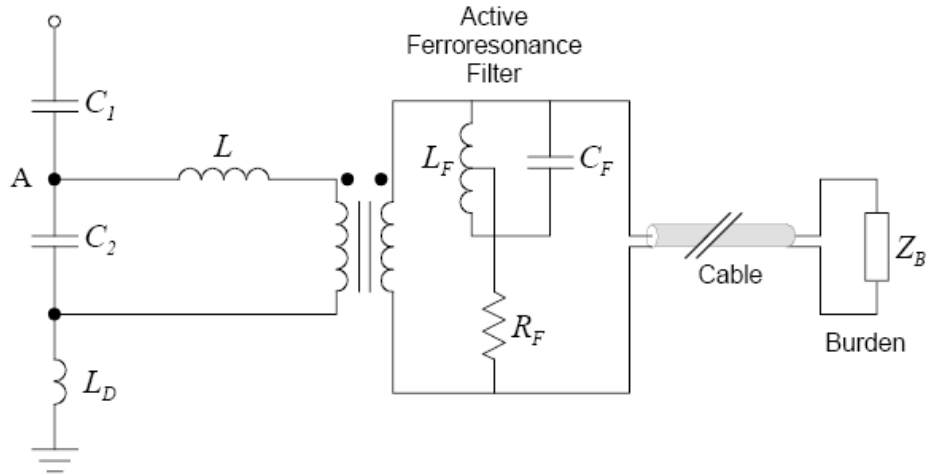 Active
Ferroresonance
Filter
C1
L
A
LF
CF
C2
ZB
Cable
RF
Burden
LD